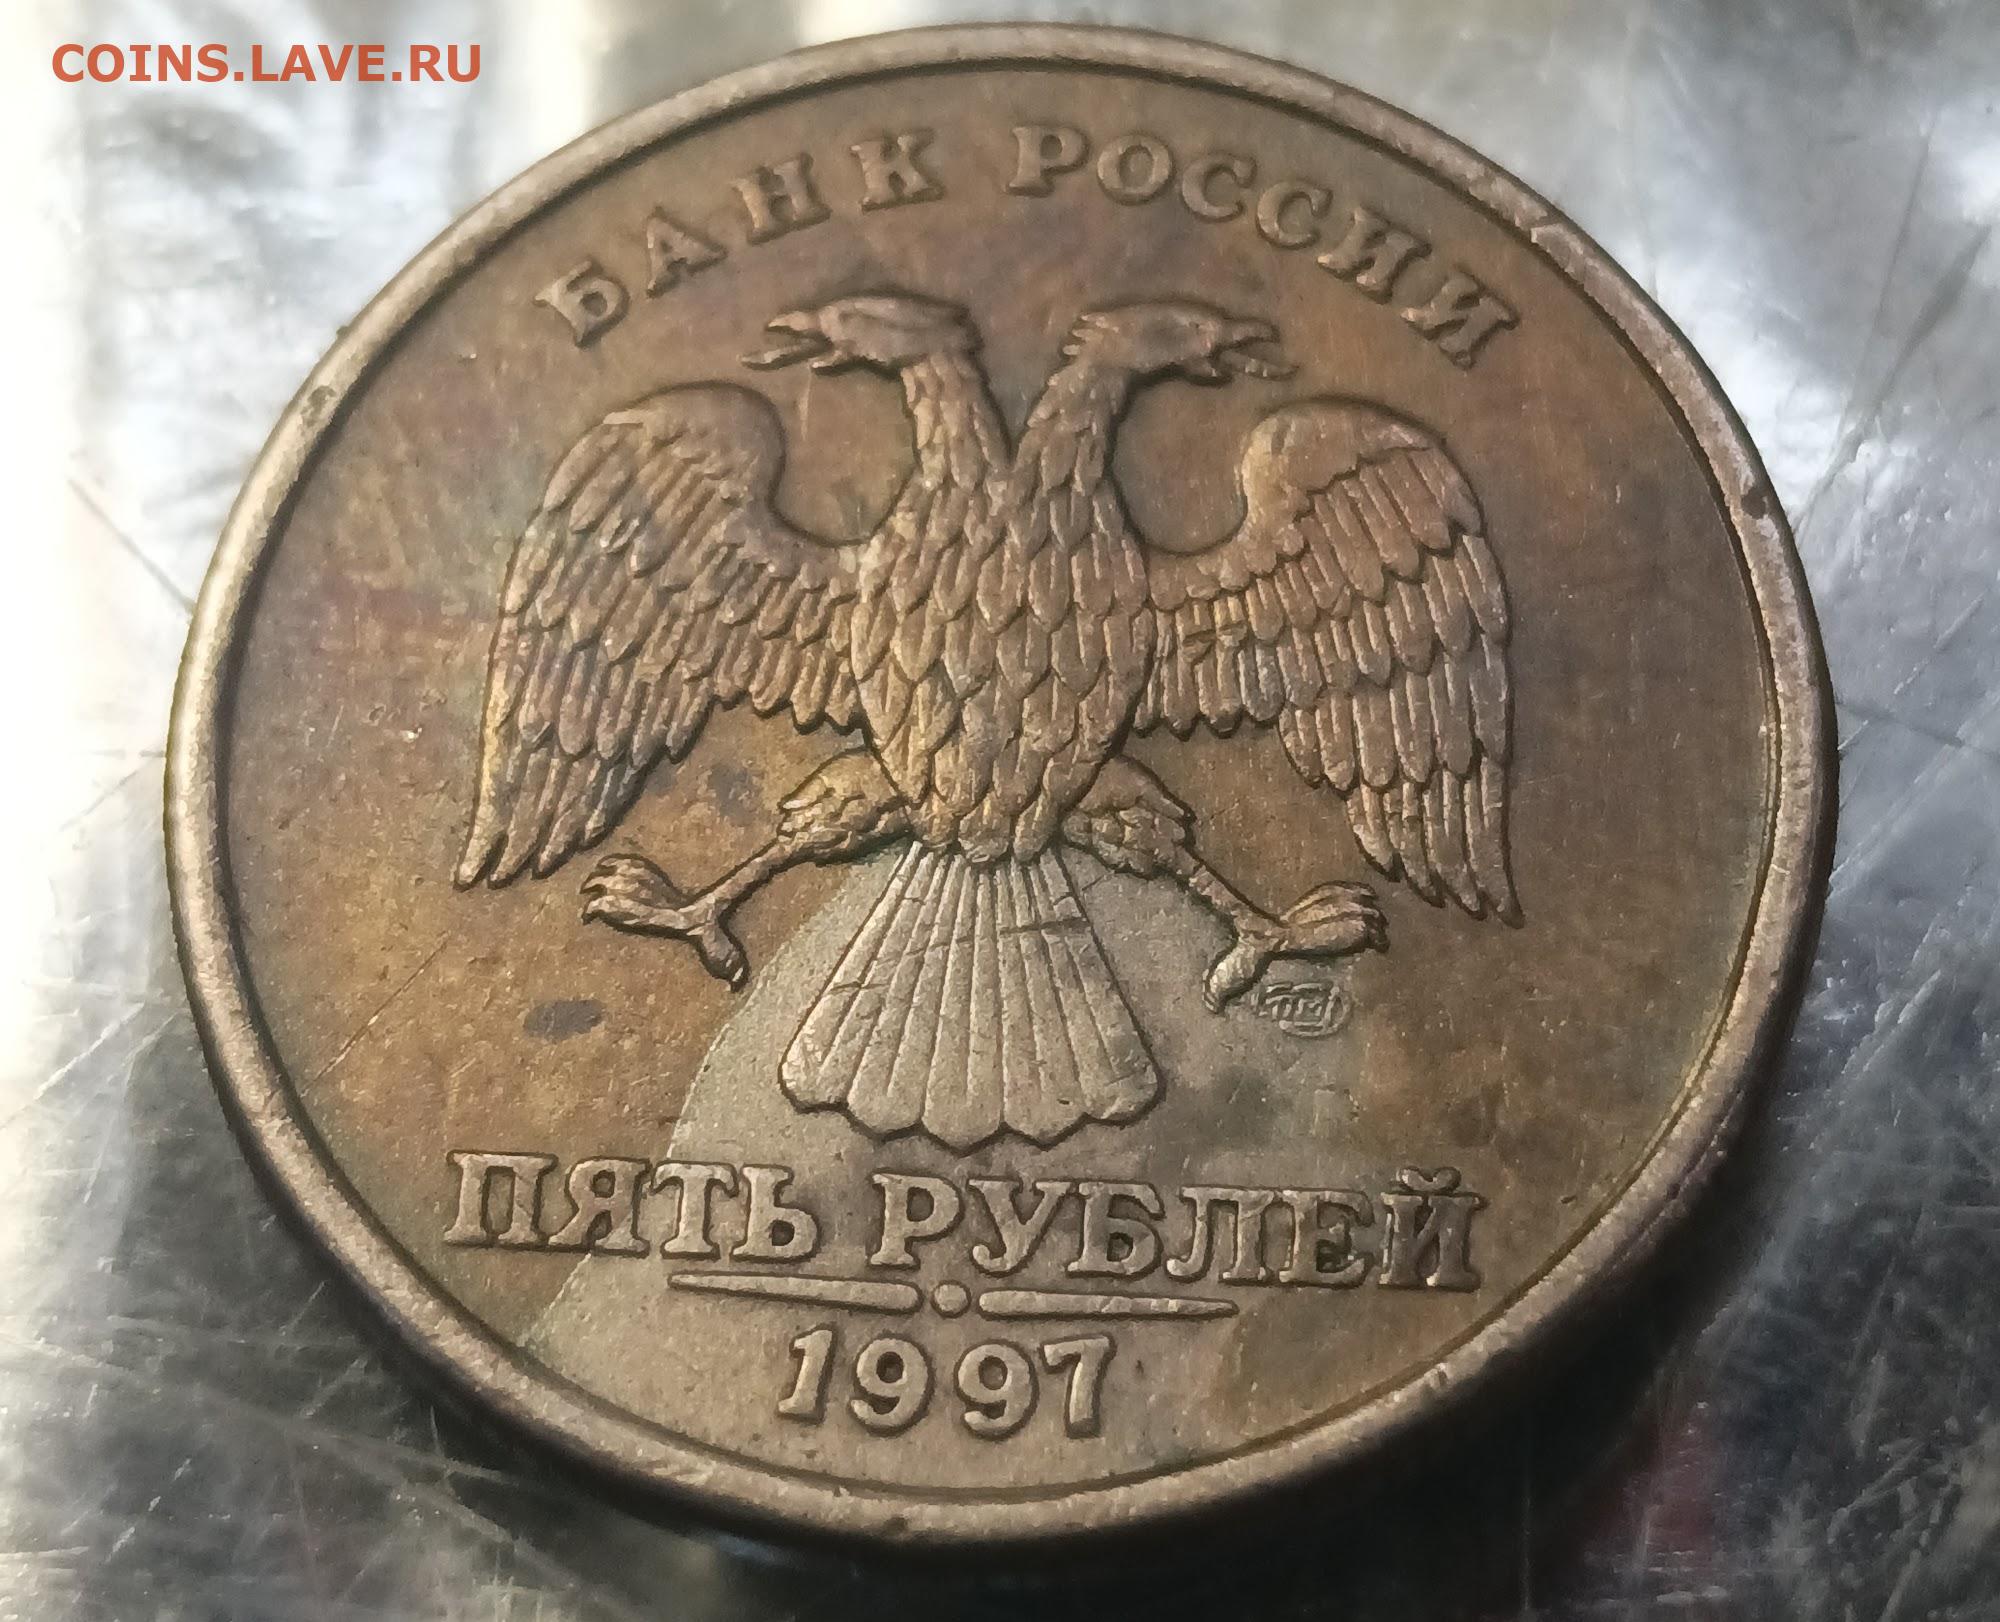 COINS.LAVE.RU
БАНК РОССИИ
ПЯТЬ РУБЛЕЙ
1997